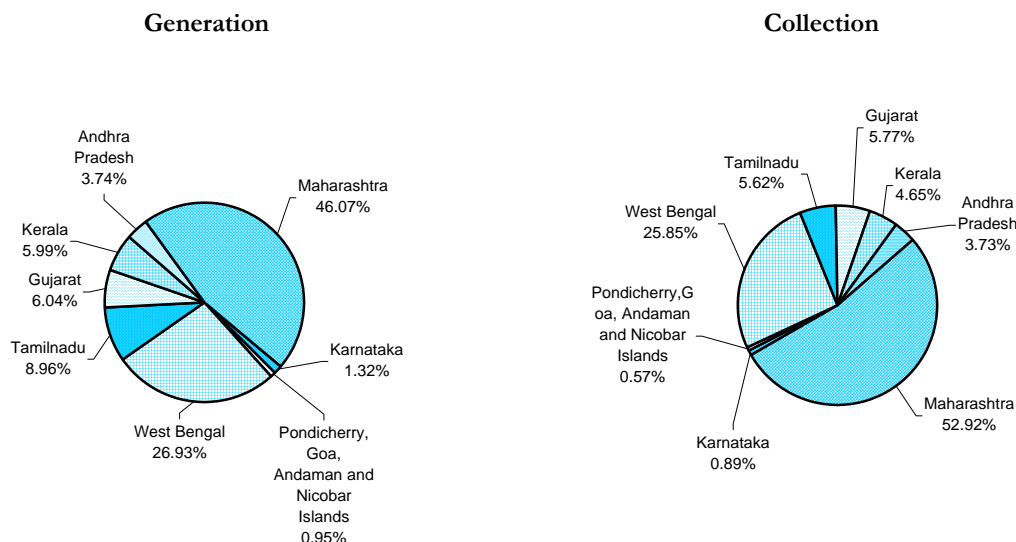 Generation
Andhra
Pradesh
3.74%
Maharashtra
46.07%
Kerala
5.99%
Gujarat
6.04%
Tamilnadu
8.96%
Karnataka
1.32%
West Bengal
26.93%
Pondicherry,
Goa,
Andaman and
Nicobar
Islands
0.95%
Collection
Gujarat
5.77%
Tamilnadu
5.62%
Kerala
4.65%
Andhra
Pradesh
3.73%
West Bengal
25.85%
Pondicherry,G
oa, Andaman
and Nicobar
Islands
0.57%
Maharashtra
52.92%
Karnataka
0.89%